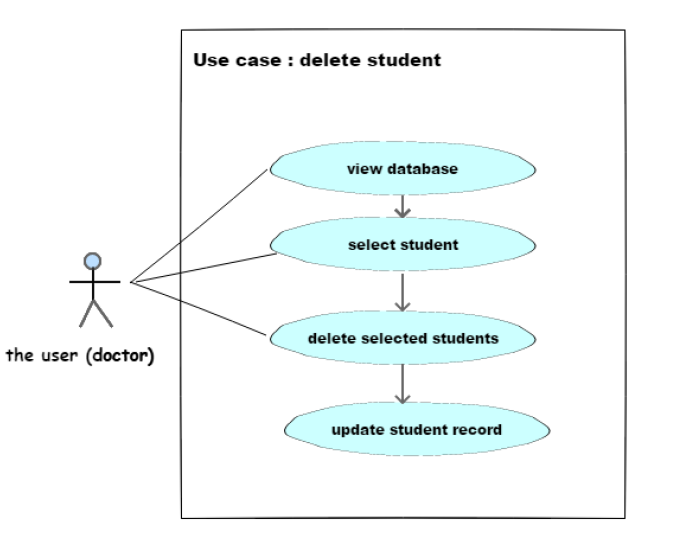 Use case : delete student
view database
select student
delete selected students
update student record
the user (doctor)